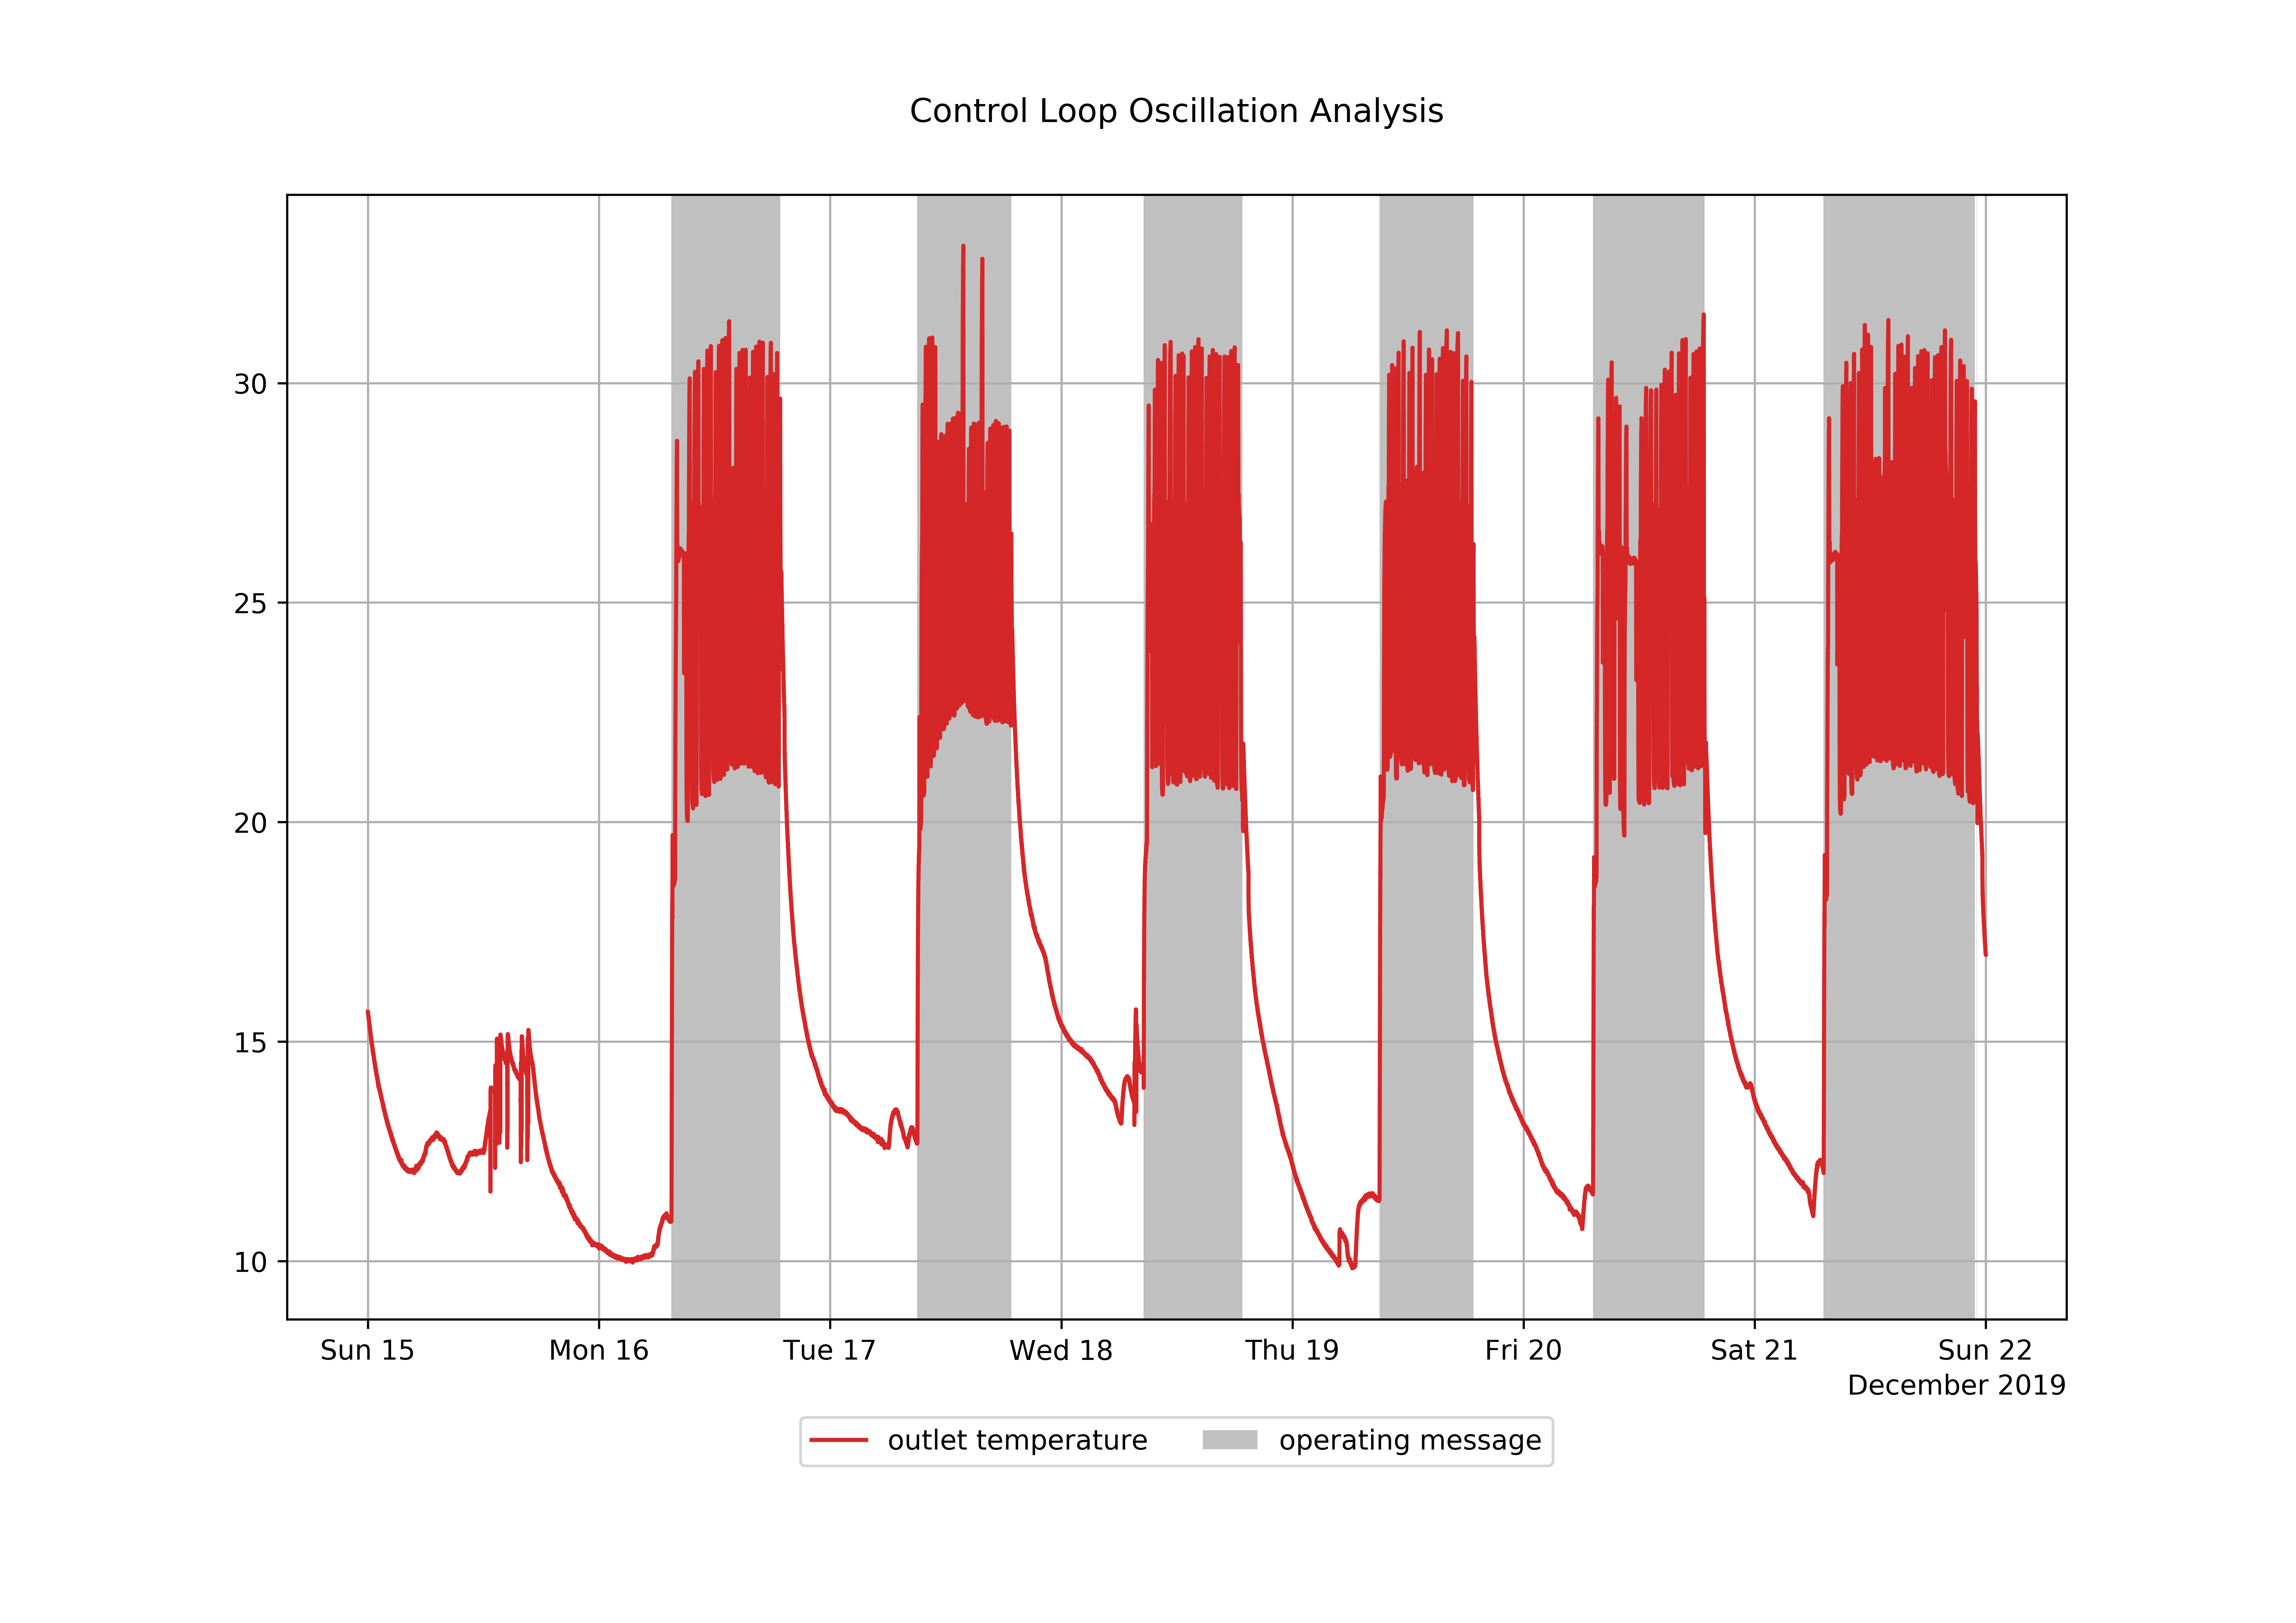 Control Loop Oscillation Analysis
30
25
20
15
10
Sun 15 Mon 16 Tue 17 Wed 18 Thu 19 Fri 20 Sat 21 Sun 22
December 2019
outlet temperature operating message